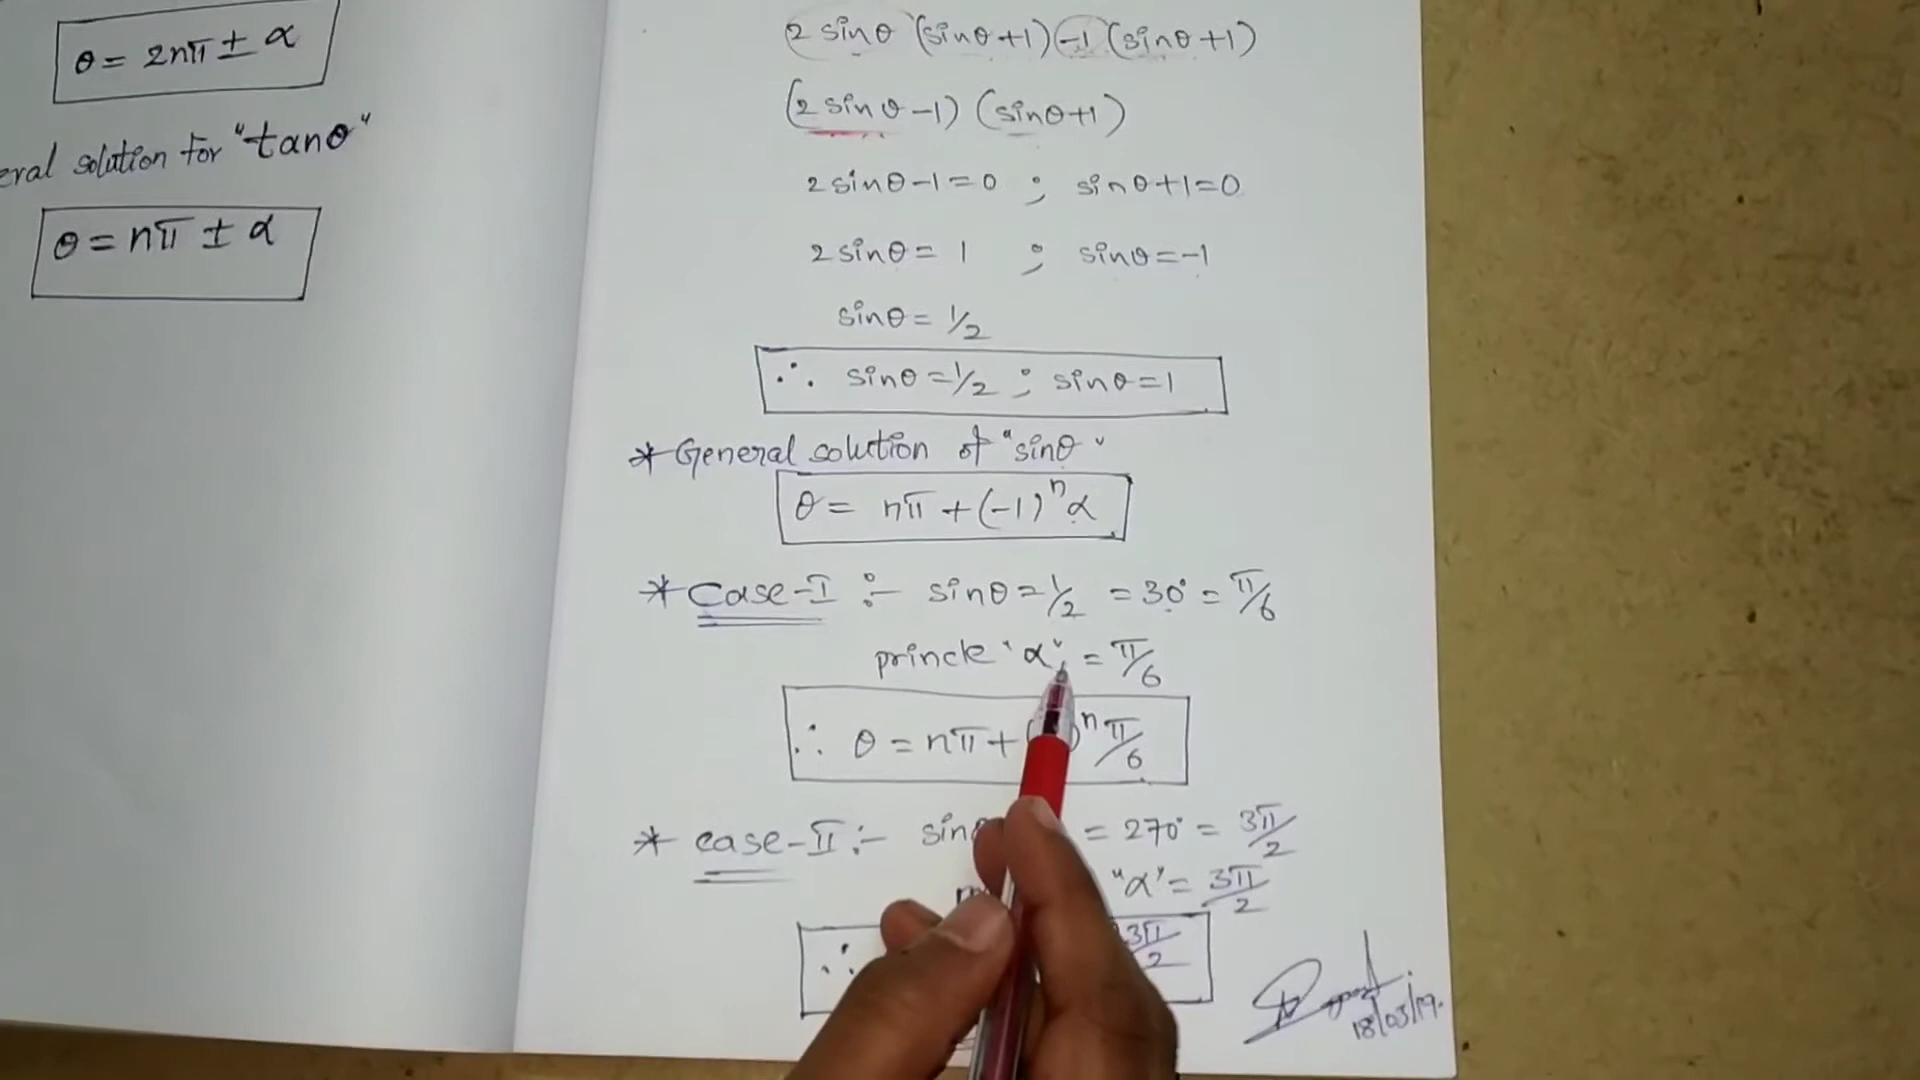 θ = 2nπ ± α
eral solution for "tanθ"
θ = nπ ± α
2 sinθ (sinθ+1) -1 (sinθ+1)
(2 sinθ -1) (sinθ+1)
2 sinθ -1 = 0 ; sinθ+1=0
2 sinθ = 1 ; sinθ = -1
sinθ = 1/2
∴ sinθ = 1/2 ; sinθ = 1
* General solution of "sinθ"
θ = nπ + (-1)ⁿ α
* Case-I :- sinθ = 1/2 = 30° = π/6
princle "α" = π/6
∴ θ = nπ + ( )ⁿ π/6
* case-II :- sinθ = 270° = 3π/2
"α" = 3π/2
∴ 3π/2
18/03/19.